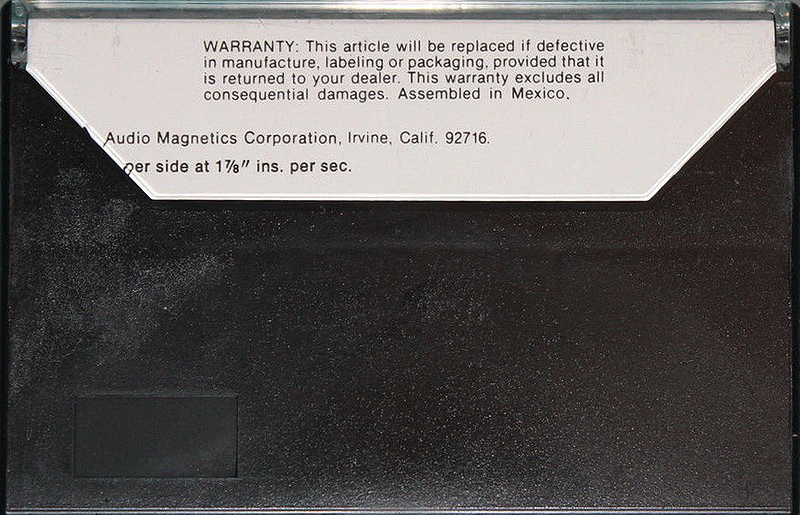 WARRANTY: This article will be replaced if defective
in manufacture, labeling or packaging, provided that it
is returned to your dealer. This warranty excludes all
consequential damages. Assembled in Mexico.
Audio Magnetics Corporation, Irvine, Calif. 92716.
per side at 1⅞" ins. per sec.